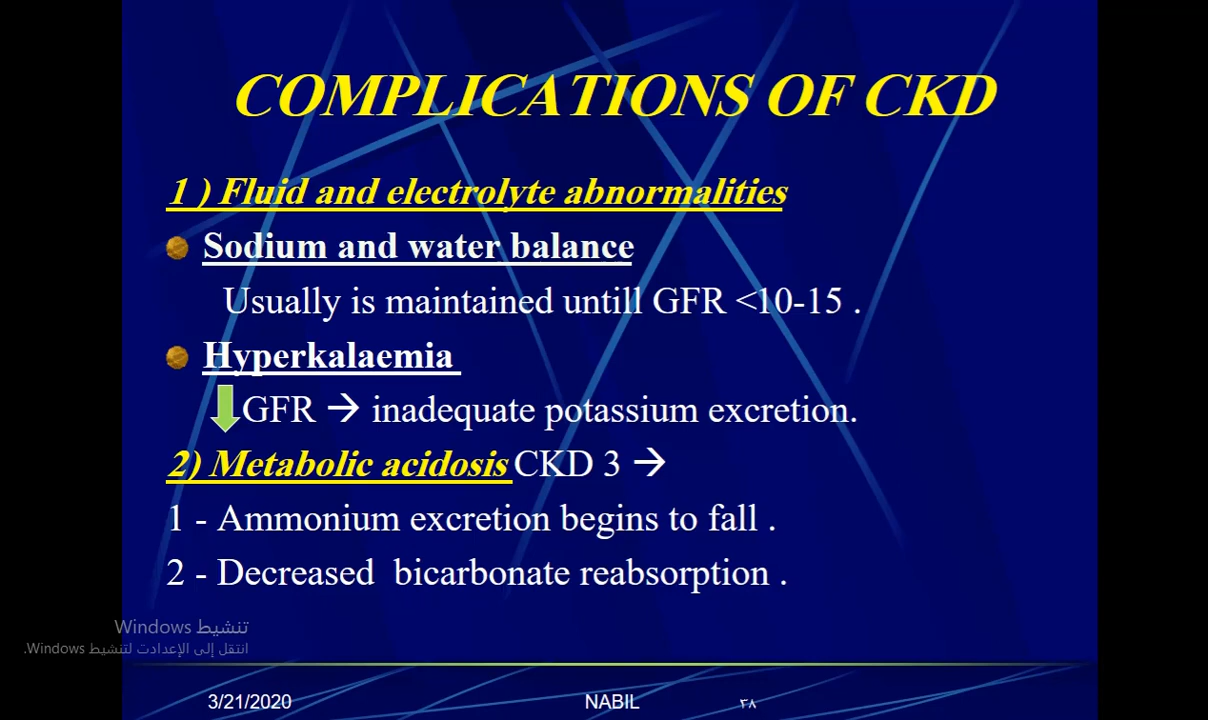 COMPLICATIONS OF CKD
1 ) Fluid and electrolyte abnormalities
Sodium and water balance
Usually is maintained untill GFR <10-15 .
Hyperkalaemia
GFR → inadequate potassium excretion.
2) Metabolic acidosis CKD 3 →
1 - Ammonium excretion begins to fall .
2 - Decreased bicarbonate reabsorption .
تنشيط Windows
انتقل إلى الإعدادات لتنشيط Windows.
3/21/2020 NABIL ٣٨